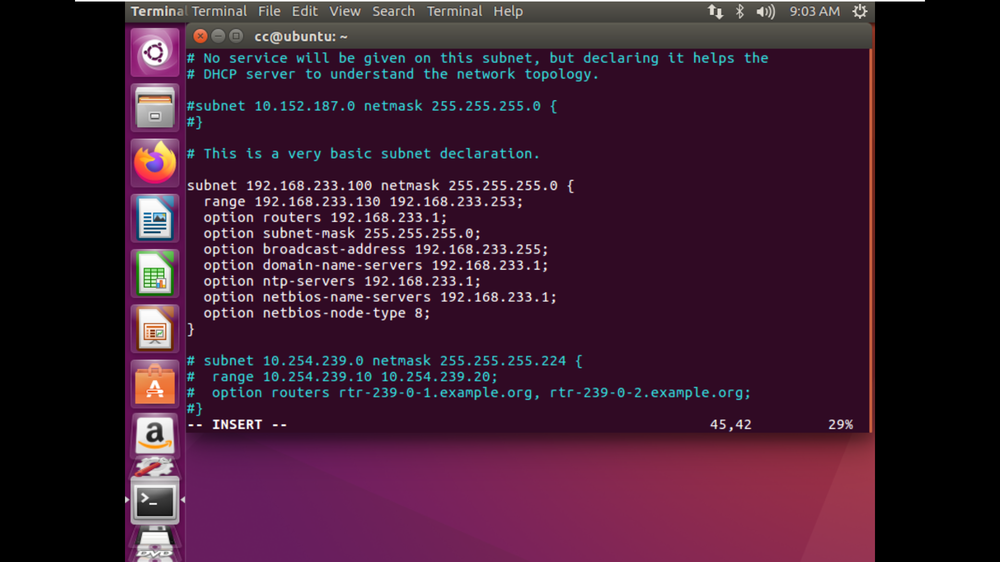 Terminal Terminal File Edit View Search Terminal Help 9:03 AM
cc@ubuntu: ~
# No service will be given on this subnet, but declaring it helps the
# DHCP server to understand the network topology.
#subnet 10.152.187.0 netmask 255.255.255.0 {
#}
# This is a very basic subnet declaration.
subnet 192.168.233.100 netmask 255.255.255.0 {
  range 192.168.233.130 192.168.233.253;
  option routers 192.168.233.1;
  option subnet-mask 255.255.255.0;
  option broadcast-address 192.168.233.255;
  option domain-name-servers 192.168.233.1;
  option ntp-servers 192.168.233.1;
  option netbios-name-servers 192.168.233.1;
  option netbios-node-type 8;
}
# subnet 10.254.239.0 netmask 255.255.255.224 {
#  range 10.254.239.10 10.254.239.20;
#  option routers rtr-239-0-1.example.org, rtr-239-0-2.example.org;
#}
-- INSERT -- 45,42 29%
a
>_
DVD